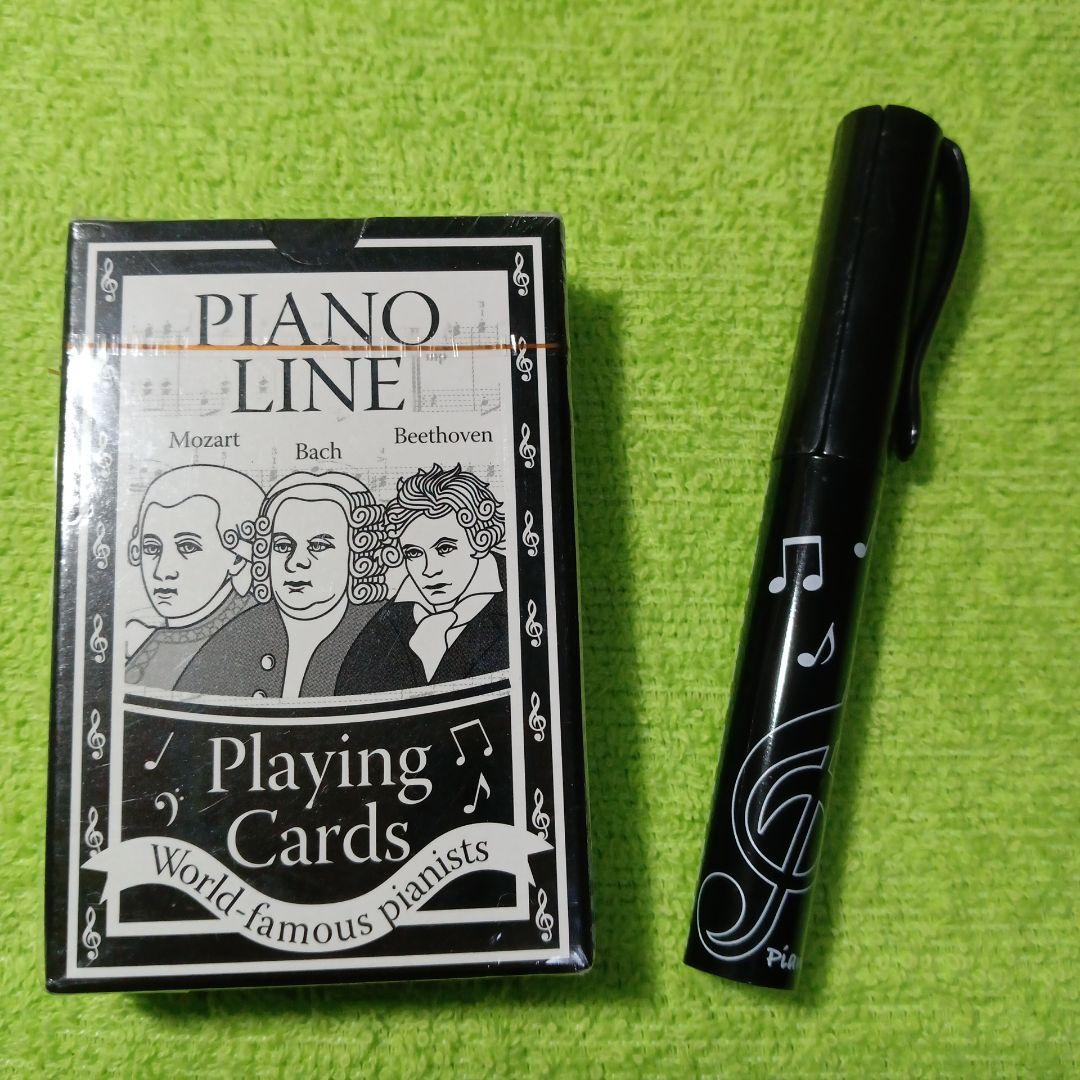 PIANO
LINE
Mozart
Bach
Beethoven
Playing
Cards
World-famous pianists